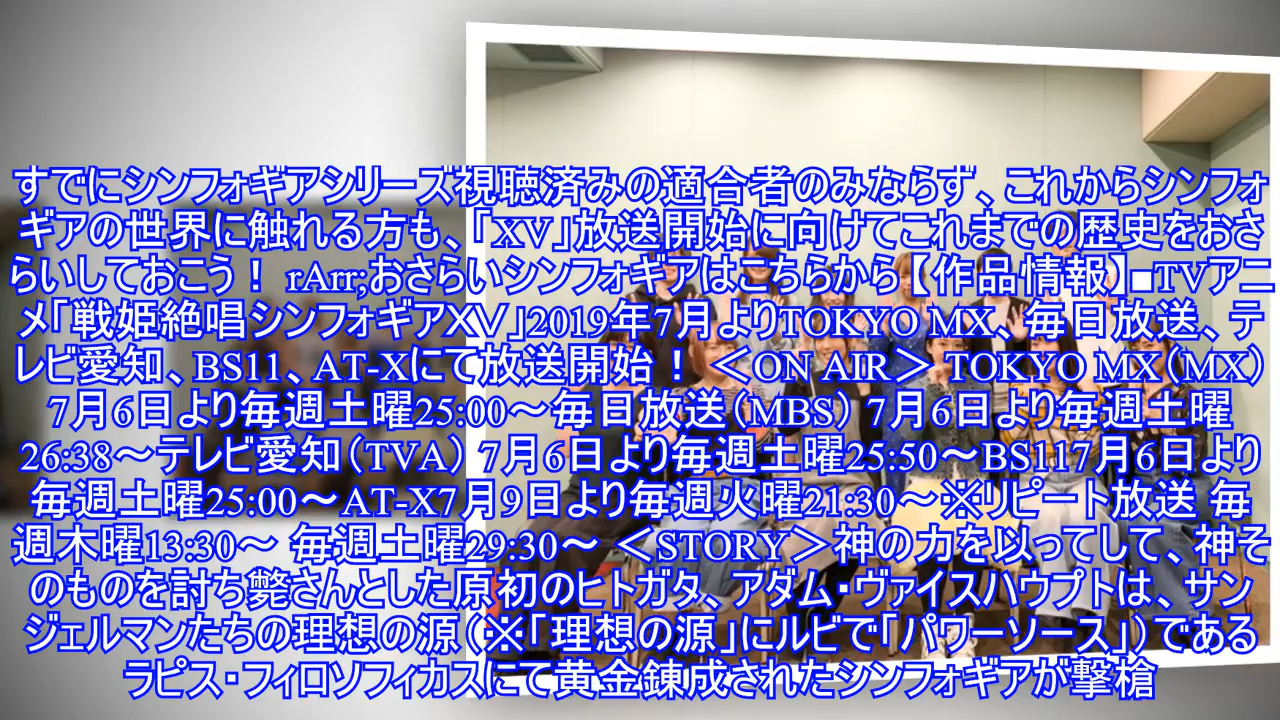 すでにシンフォギアシリーズ視聴済みの適合者のみならず、これからシンフォ
ギアの世界に触れる方も、「XV」放送開始に向けてこれまでの歴史をおさ
らいしておこう！ rArr;おさらいシンフォギアはこちらから【作品情報】■TVアニ
メ「戦姫絶唱シンフォギアXV」2019年7月よりTOKYO MX、毎日放送、テ
レビ愛知、BS11、AT-Xにて放送開始！ ＜ON AIR＞ TOKYO MX（MX）
7月6日より毎週土曜25:00～毎日放送（MBS） 7月6日より毎週土曜
26:38～テレビ愛知（TVA） 7月6日より毎週土曜25:50～BS117月6日より
毎週土曜25:00～AT-X7月9日より毎週火曜21:30～※リピート放送 毎
週木曜13:30～ 毎週土曜29:30～ ＜STORY＞神の力を以ってして、神そ
のものを討ち斃さんとした原初のヒトガタ、アダム・ヴァイスハウプトは、サン
ジェルマンたちの理想の源（※「理想の源」にルビで「パワーソース」）である
ラピス・フィロソフィカスにて黄金錬成されたシンフォギアが撃槍